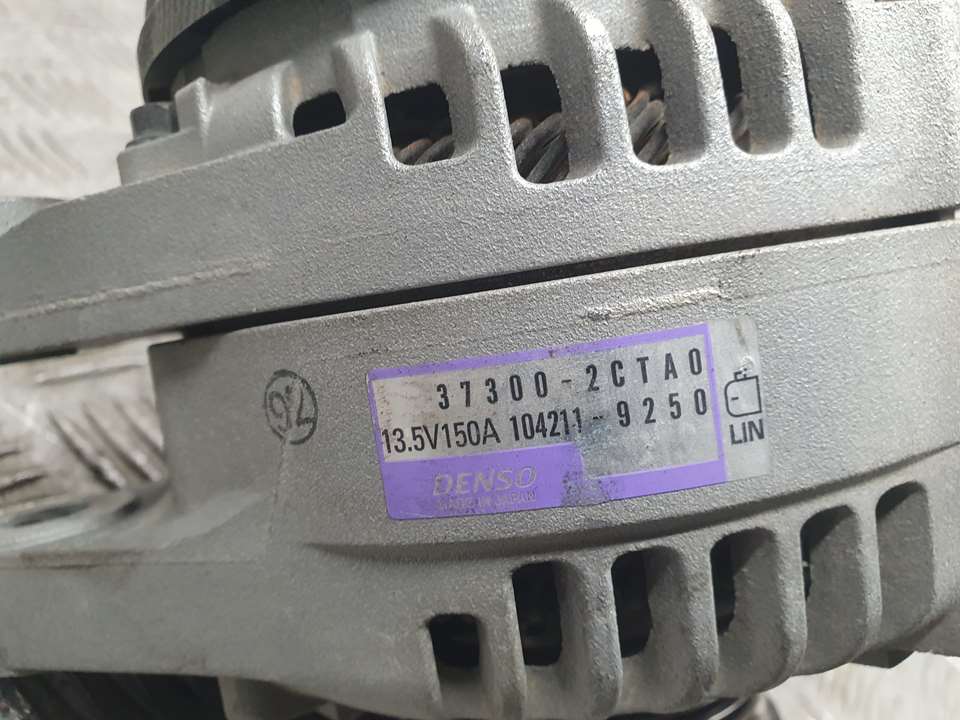 37300-2CTA0
13.5V150A 104211-9250
LIN
DENSO
MADE IN JAPAN